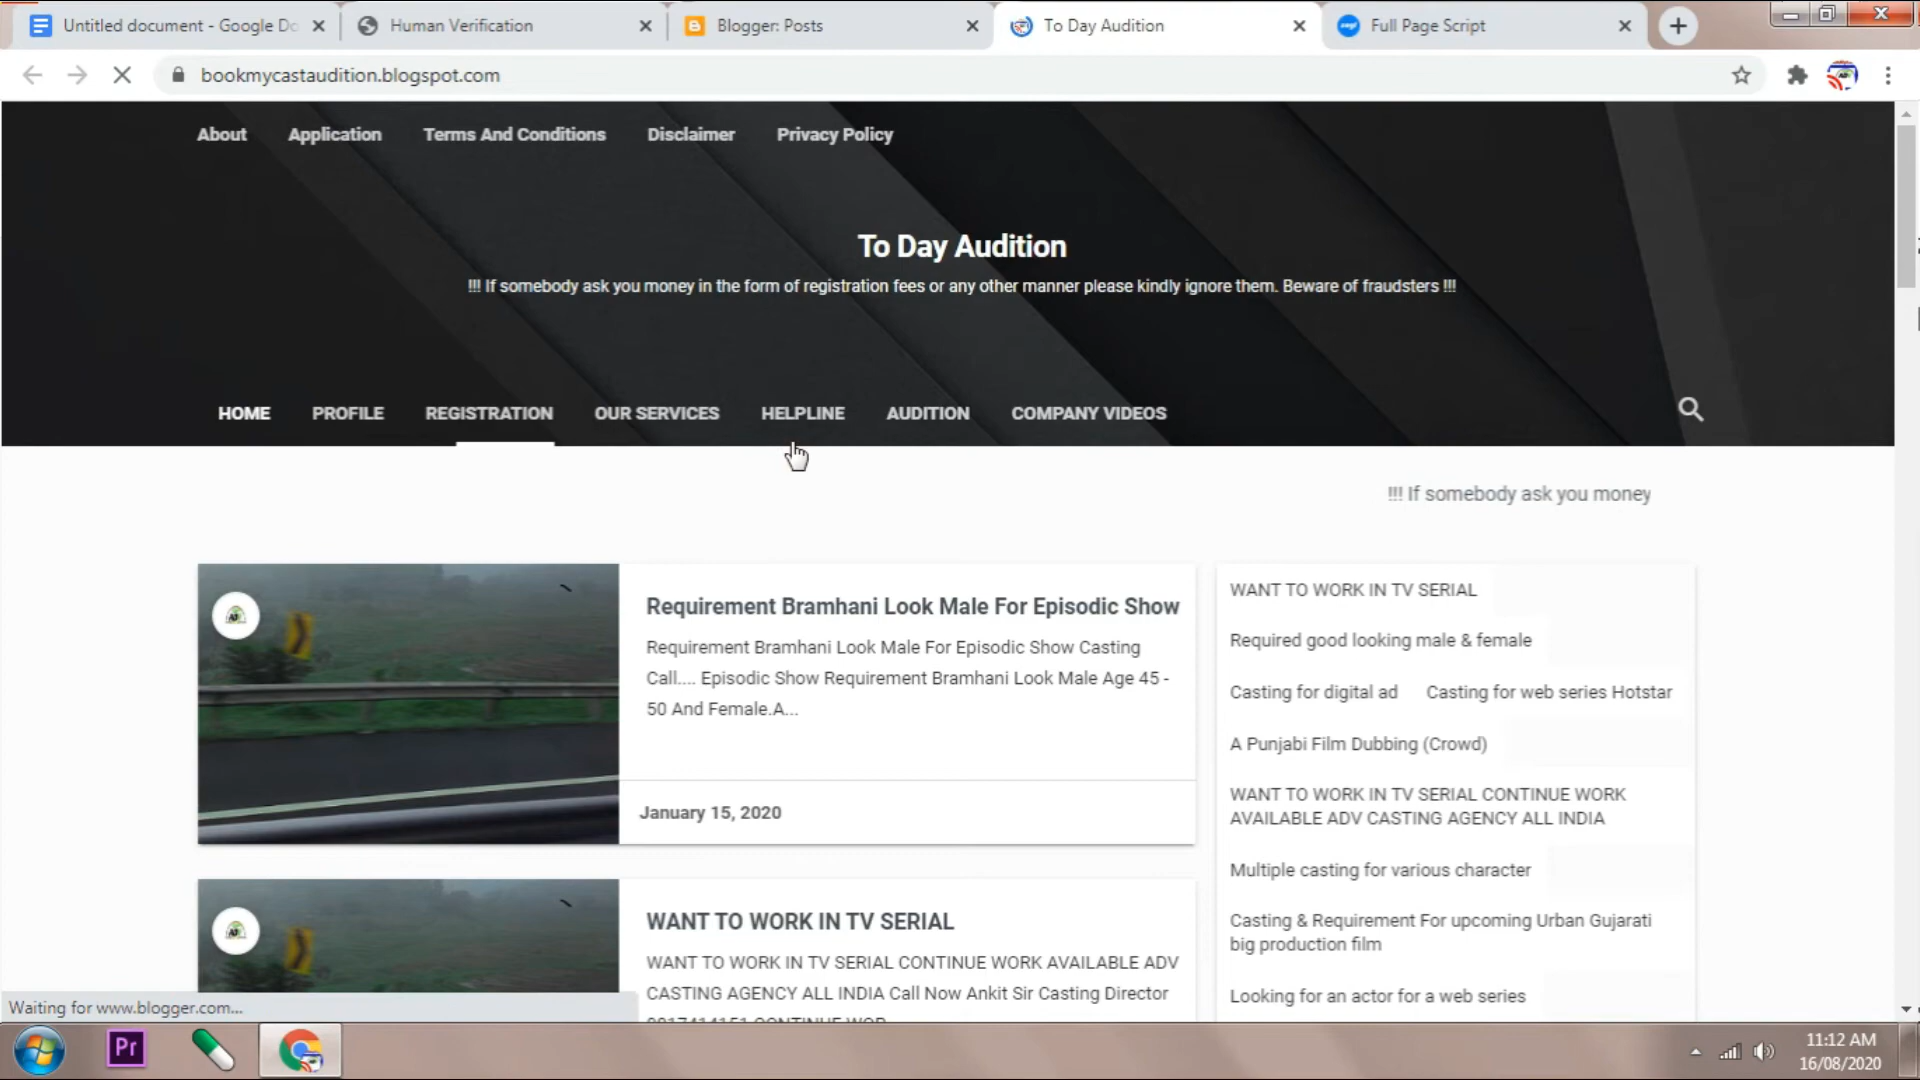 Untitled document - Google Do
Human Verification
Blogger: Posts
To Day Audition
Full Page Script
bookmycastaudition.blogspot.com
About Application Terms And Conditions Disclaimer Privacy Policy
To Day Audition
!!! If somebody ask you money in the form of registration fees or any other manner please kindly ignore them. Beware of fraudsters !!!
HOME PROFILE REGISTRATION OUR SERVICES HELPLINE AUDITION COMPANY VIDEOS
!!! If somebody ask you money
Requirement Bramhani Look Male For Episodic Show
Requirement Bramhani Look Male For Episodic Show Casting
Call.... Episodic Show Requirement Bramhani Look Male Age 45 -
50 And Female.A...
January 15, 2020
WANT TO WORK IN TV SERIAL
WANT TO WORK IN TV SERIAL CONTINUE WORK AVAILABLE ADV
CASTING AGENCY ALL INDIA Call Now Ankit Sir Casting Director
WANT TO WORK IN TV SERIAL
Required good looking male & female
Casting for digital ad Casting for web series Hotstar
A Punjabi Film Dubbing (Crowd)
WANT TO WORK IN TV SERIAL CONTINUE WORK
AVAILABLE ADV CASTING AGENCY ALL INDIA
Multiple casting for various character
Casting & Requirement For upcoming Urban Gujarati
big production film
Looking for an actor for a web series
Waiting for www.blogger.com...
Pr
11:12 AM
16/08/2020